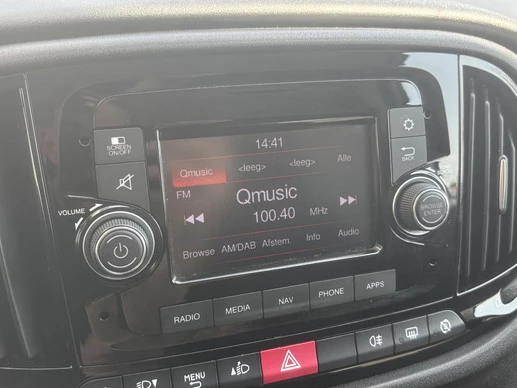 SCREEN
ON/OFF
14:41
Qmusic <leeg> <leeg> Alle
BACK
FM
Qmusic
100.40 MHz
VOLUME
BROWSE
ENTER
Browse AM/DAB Afstem. Info Audio
RADIO MEDIA NAV PHONE APPS
MENU